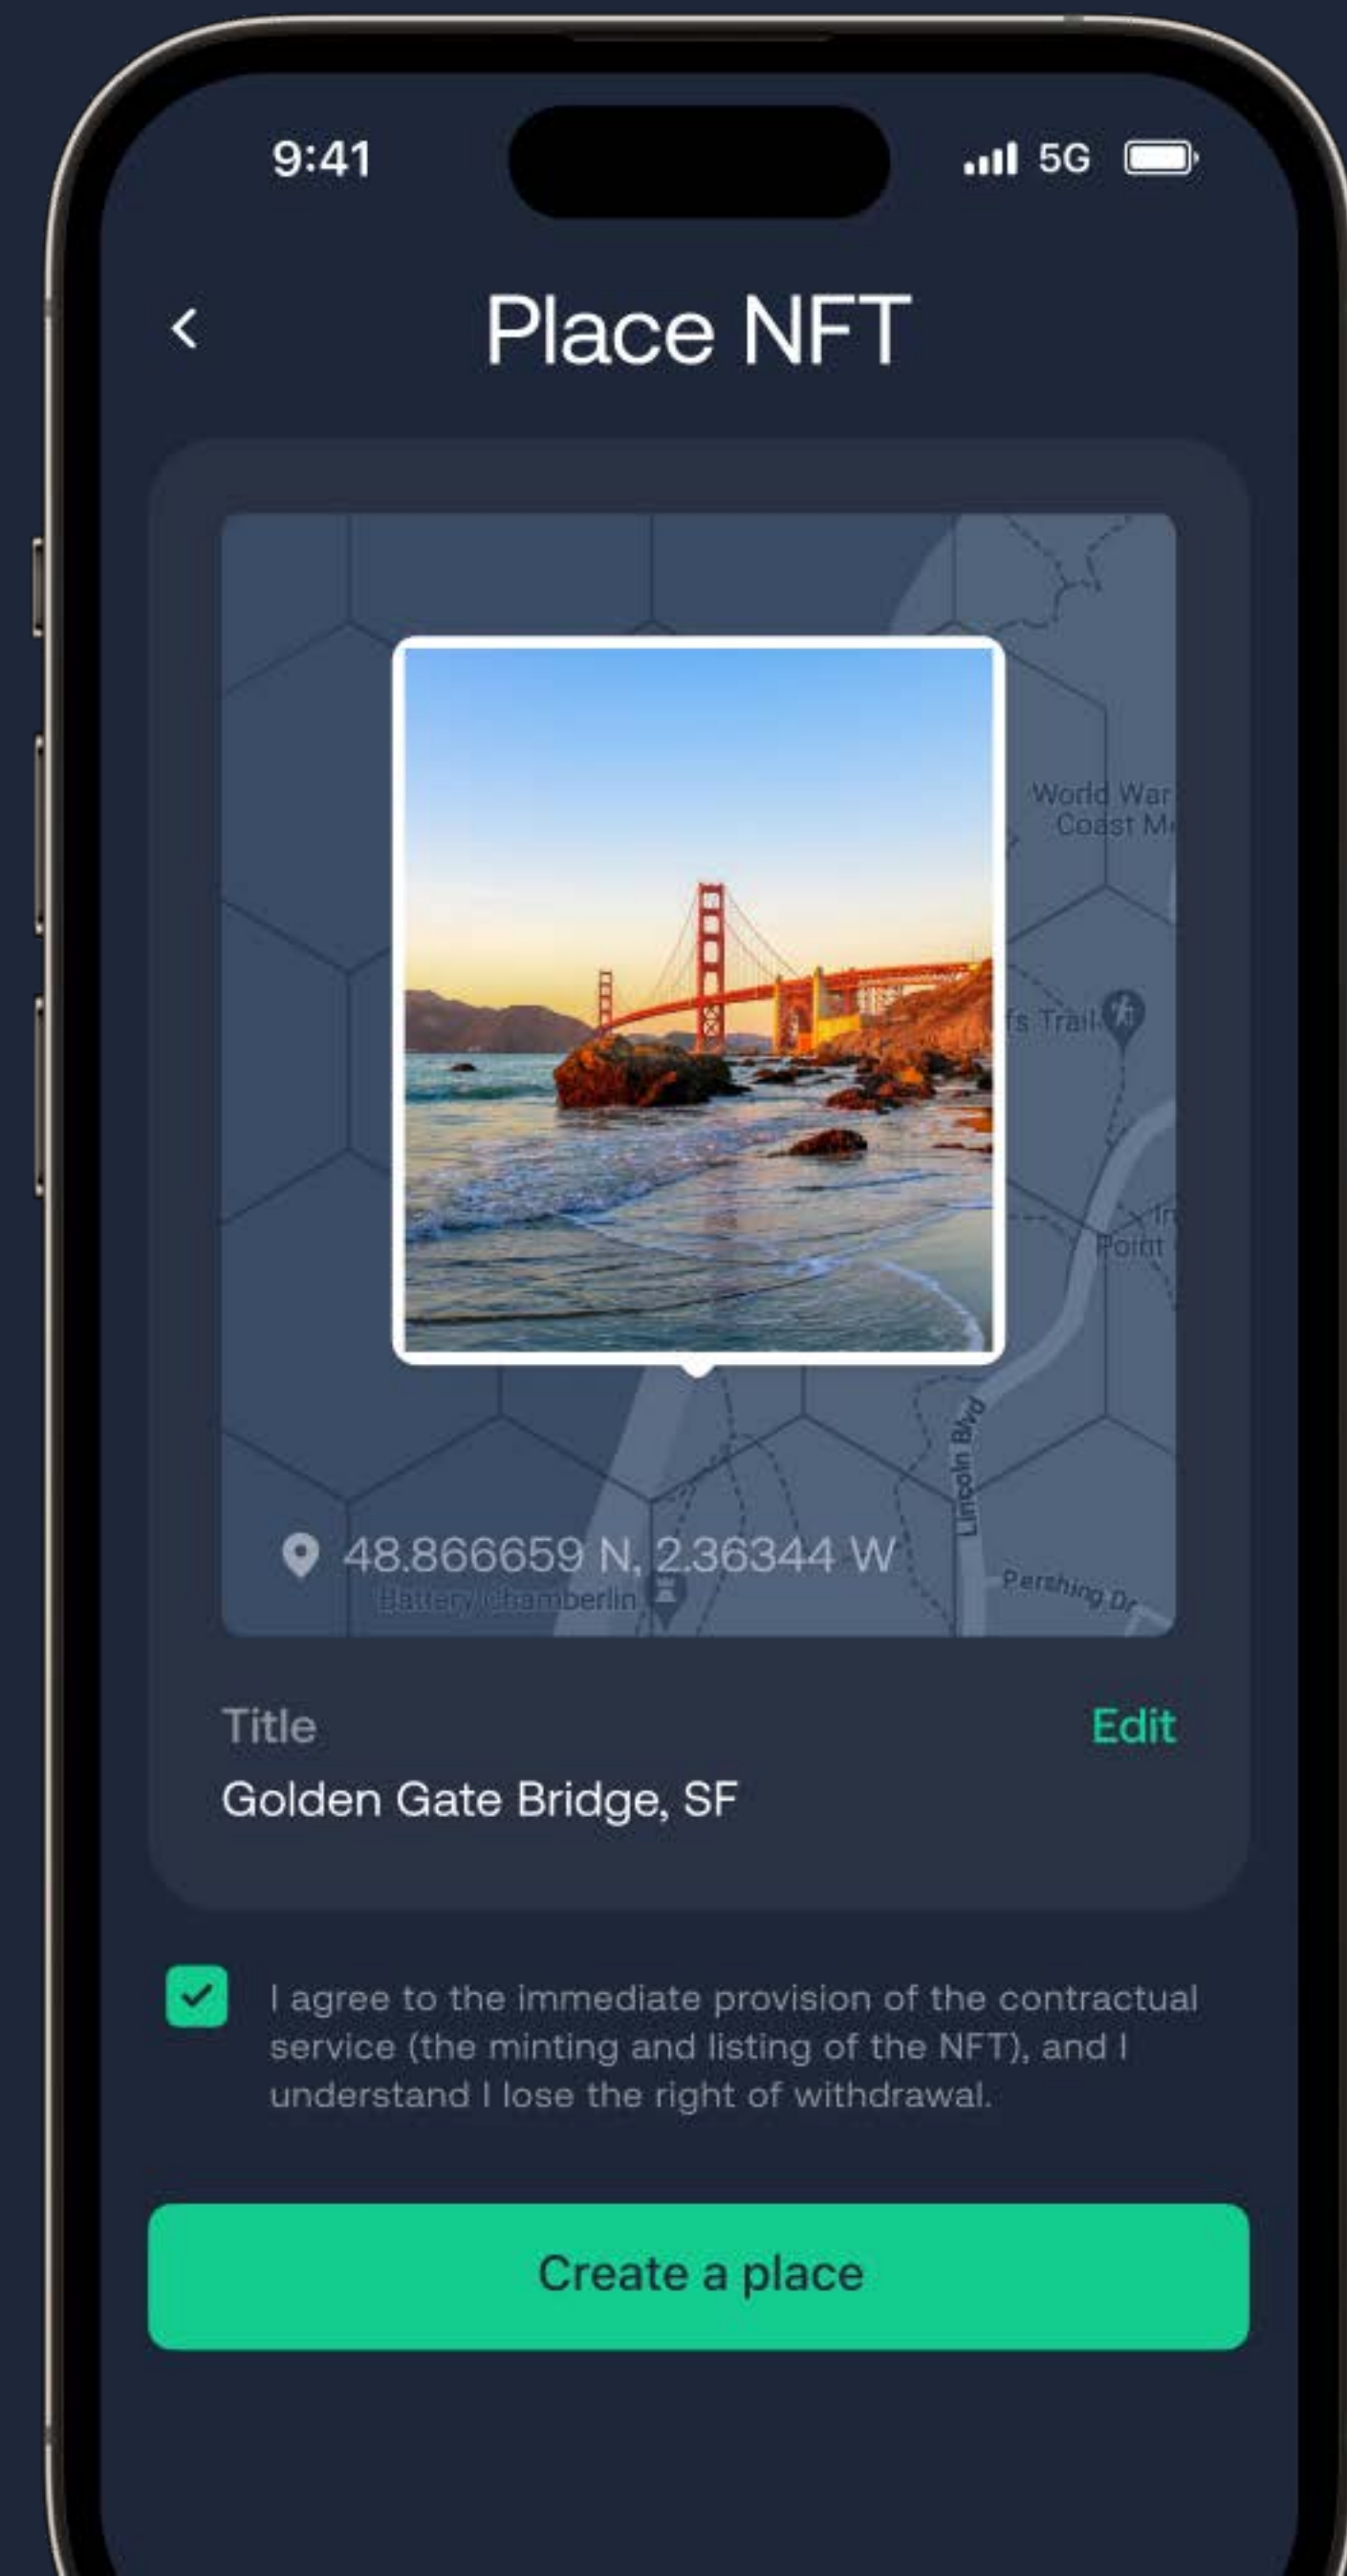 9:41
5G
Place NFT
World War
Coast M
fs Trail
In
Point
Lincoln Blvd
48.866659 N, 2.36344 W
Battery Chamberlin
Pershing Dr
Title
Edit
Golden Gate Bridge, SF
I agree to the immediate provision of the contractual
service (the minting and listing of the NFT), and I
understand I lose the right of withdrawal.
Create a place